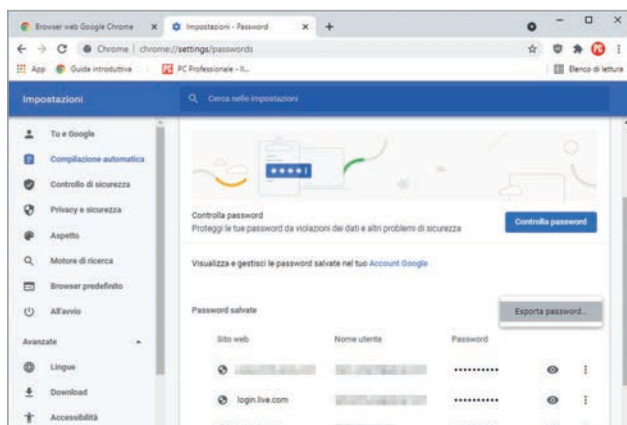 Browser web Google Chrome
Impostazioni - Password
Chrome | chrome://settings/passwords
App
Guida introduttiva
PC Professionale - Il...
Elenco di lettura
Impostazioni
Cerca nelle impostazioni
Tu e Google
Compilazione automatica
Controllo di sicurezza
Privacy e sicurezza
Aspetto
Motore di ricerca
Browser predefinito
All'avvio
Avanzate
Lingue
Download
Accessibilità
Controlla password
Proteggi le tue password da violazioni dei dati e altri problemi di sicurezza
Controlla password
Visualizza e gestisci le password salvate nel tuo Account Google
Password salvate
Esporta password...
Sito web Nome utente Password
••••••••••
login.live.com ••••••••••